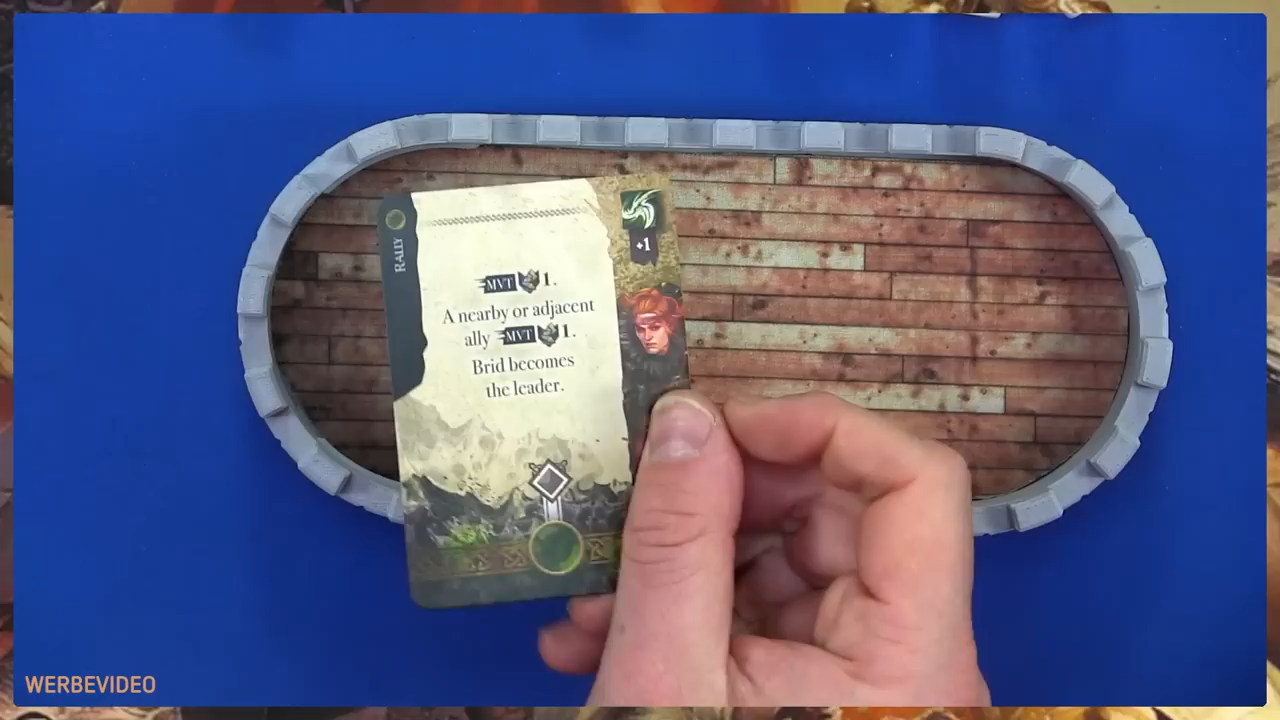 RALLY
+1
MVT 1.
A nearby or adjacent
ally MVT 1.
Brid becomes
the leader.
WERBEVIDEO